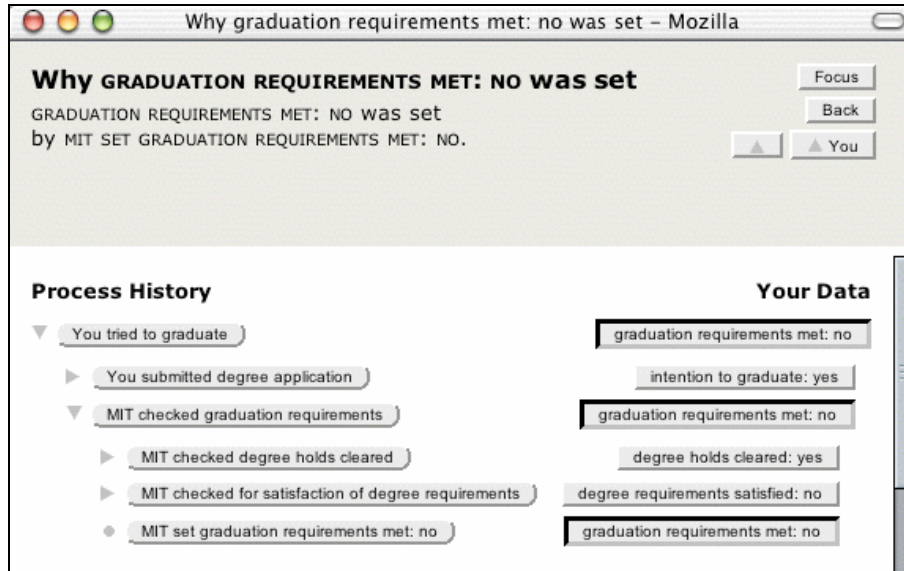 Why graduation requirements met: no was set – Mozilla
Why GRADUATION REQUIREMENTS MET: NO was set
Focus
GRADUATION REQUIREMENTS MET: NO was set
Back
by MIT SET GRADUATION REQUIREMENTS MET: NO.
You
Process History
Your Data
You tried to graduate
graduation requirements met: no
You submitted degree application
intention to graduate: yes
MIT checked graduation requirements
graduation requirements met: no
MIT checked degree holds cleared
degree holds cleared: yes
MIT checked for satisfaction of degree requirements
degree requirements satisfied: no
MIT set graduation requirements met: no
graduation requirements met: no